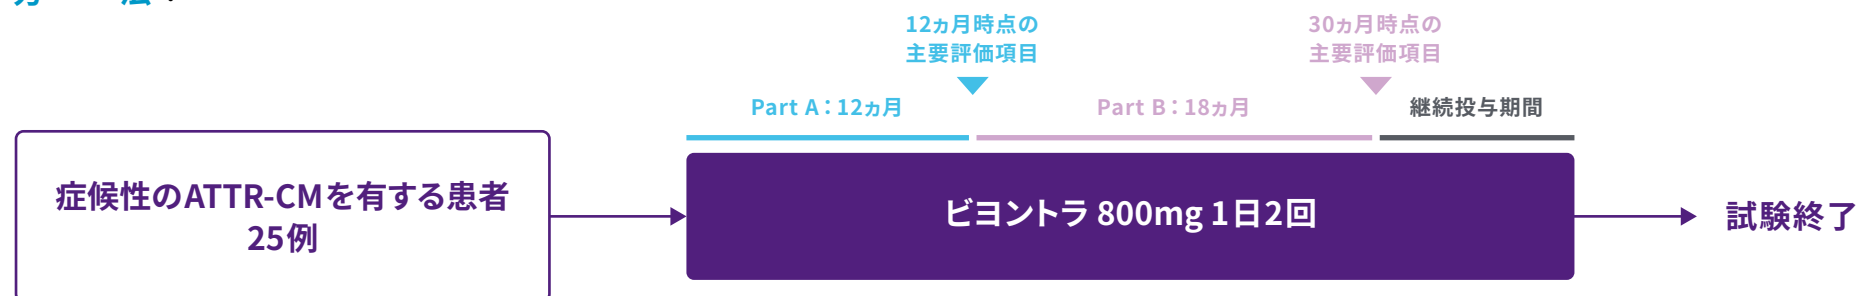 方 法：
12ヵ月時点の
主要評価項目
30ヵ月時点の
主要評価項目
Part A：12ヵ月
Part B：18ヵ月
継続投与期間
症候性のATTR-CMを有する患者
25例
ビヨントラ 800mg 1日2回
試験終了